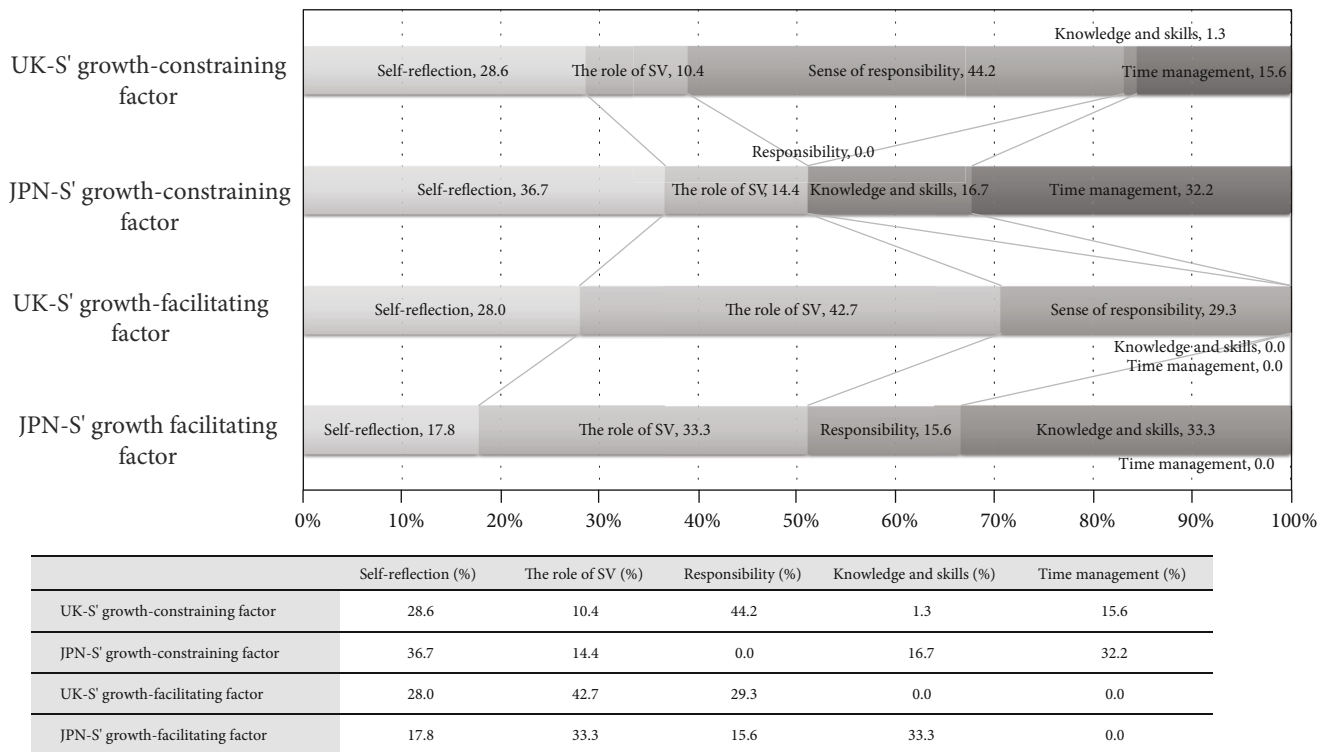 Knowledge and skills, 1.3
UK-S' growth-constraining
factor
Self-reflection, 28.6
The role of SV, 10.4
Sense of responsibility, 44.2
Time management, 15.6
Responsibility, 0.0
JPN-S' growth-constraining
factor
Self-reflection, 36.7
The role of SV, 14.4
Knowledge and skills, 16.7
Time management, 32.2
UK-S' growth-facilitating
factor
Self-reflection, 28.0
The role of SV, 42.7
Sense of responsibility, 29.3
Knowledge and skills, 0.0
Time management, 0.0
JPN-S' growth facilitating
factor
Self-reflection, 17.8
The role of SV, 33.3
Responsibility, 15.6
Knowledge and skills, 33.3
Time management, 0.0
0% 10% 20% 30% 40% 50% 60% 70% 80% 90% 100%
Self-reflection (%) The role of SV (%) Responsibility (%) Knowledge and skills (%) Time management (%)
UK-S' growth-constraining factor 28.6 10.4 44.2 1.3 15.6
JPN-S' growth-constraining factor 36.7 14.4 0.0 16.7 32.2
UK-S' growth-facilitating factor 28.0 42.7 29.3 0.0 0.0
JPN-S' growth-facilitating factor 17.8 33.3 15.6 33.3 0.0